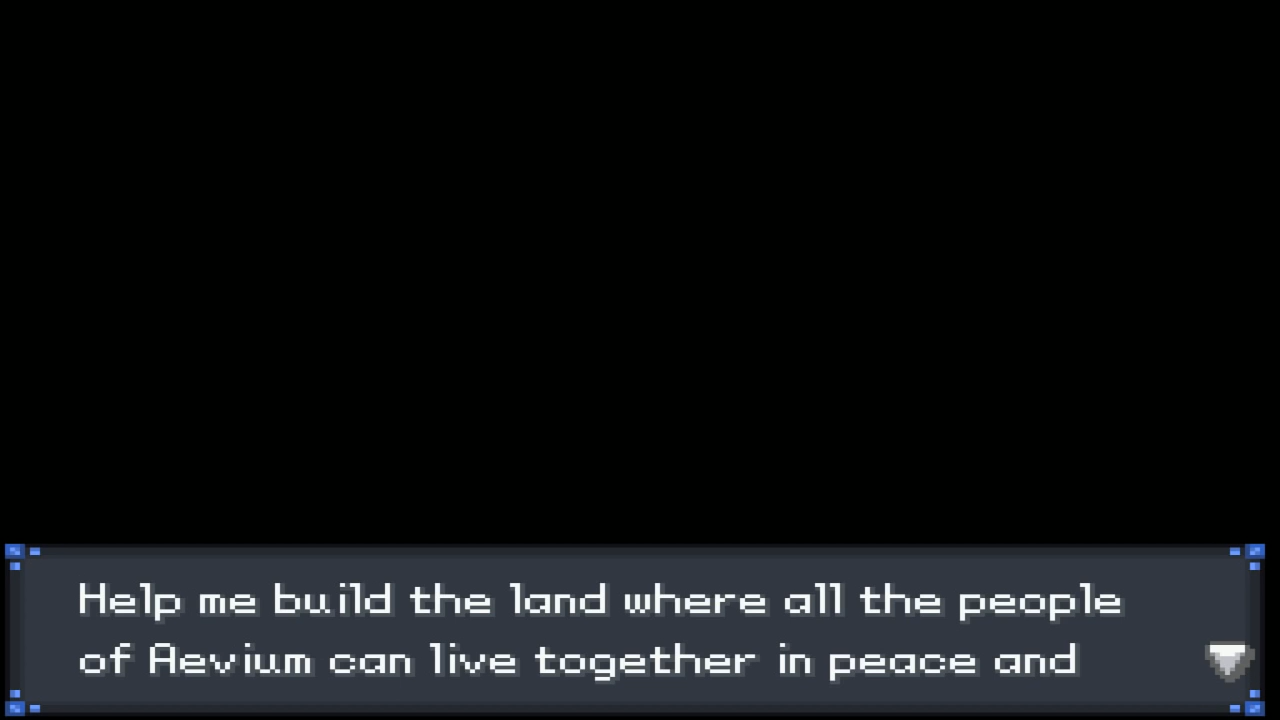 Help me build the land where all the people
of Aevium can live together in peace and